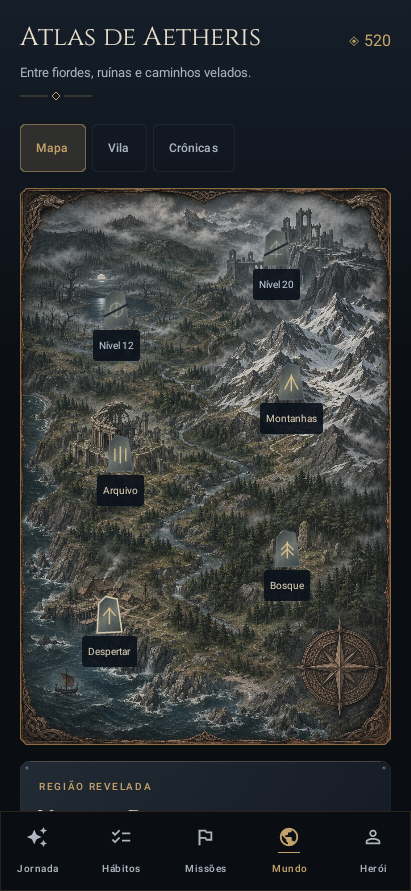 Atlas de Aetheris
520
Entre fiordes, ruínas e caminhos velados.
Mapa
Vila
Crônicas
Nível 20
Nível 12
Montanhas
Arquivo
Bosque
Despertar
REGIÃO REVELADA
Jornada
Hábitos
Missões
Mundo
Herói